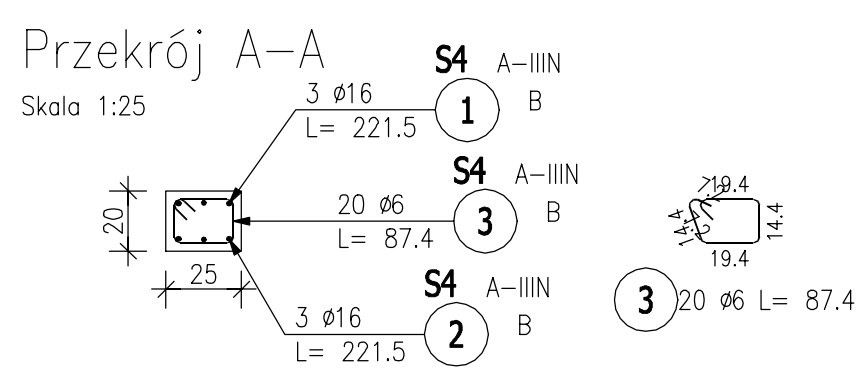 Przekrój A-A
Skala 1:25
S4 A-IIIN
3 ø16
1
B
L= 221.5
S4 A-IIIN
20 ø6
3
B
L= 87.4
20
25
S4 A-IIIN
3 ø16
2
B
L= 221.5
19.4
14.4
19.4
3 20 ø6 L= 87.4